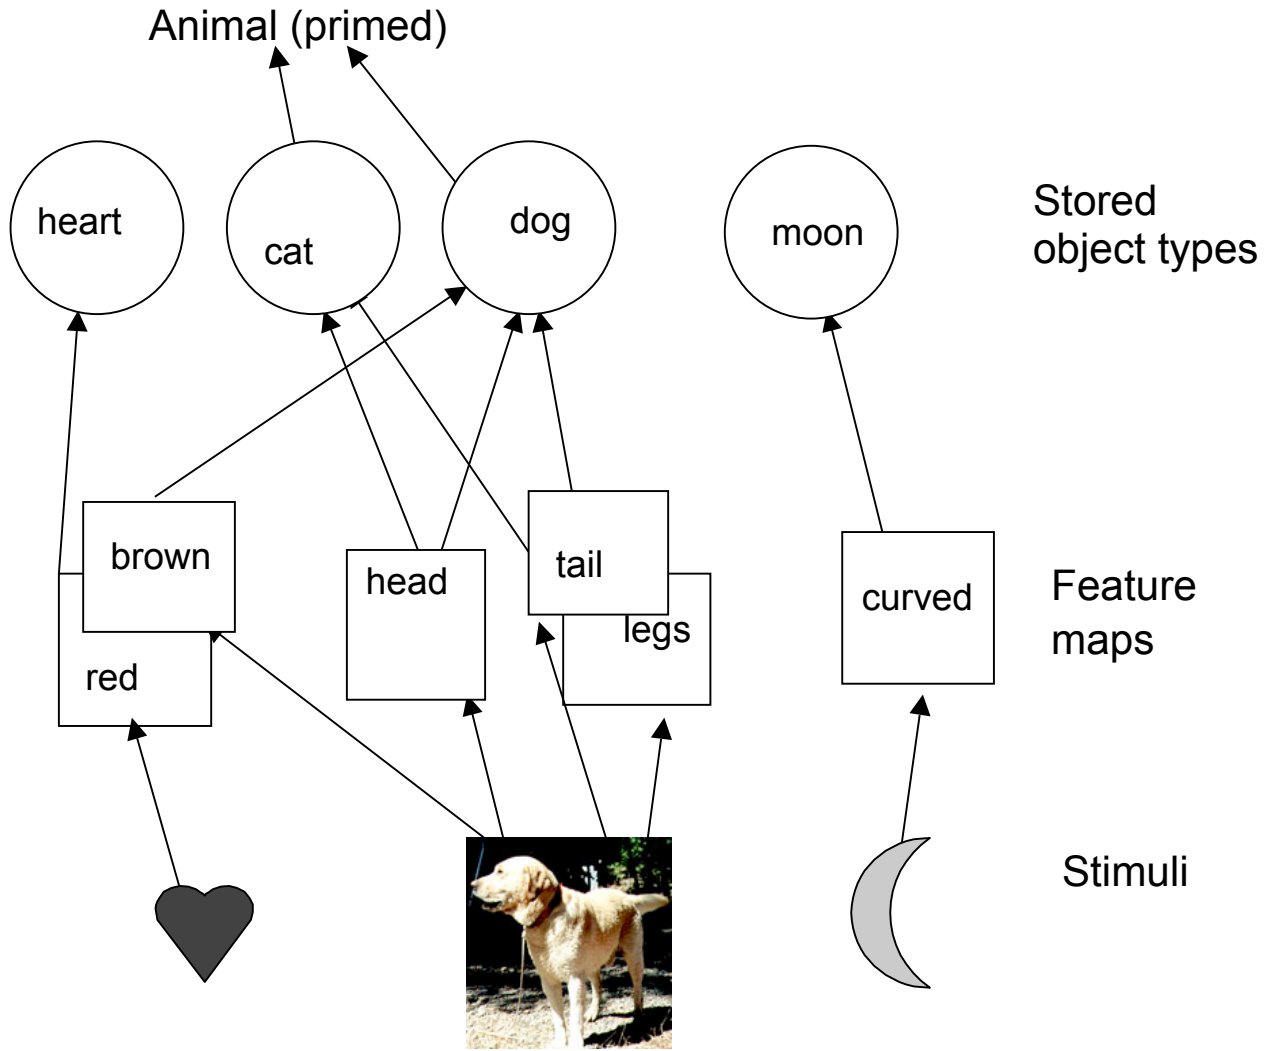 Animal (primed)
heart
cat
dog
moon
Stored
object types
brown
red
head
tail
legs
curved
Feature
maps
Stimuli